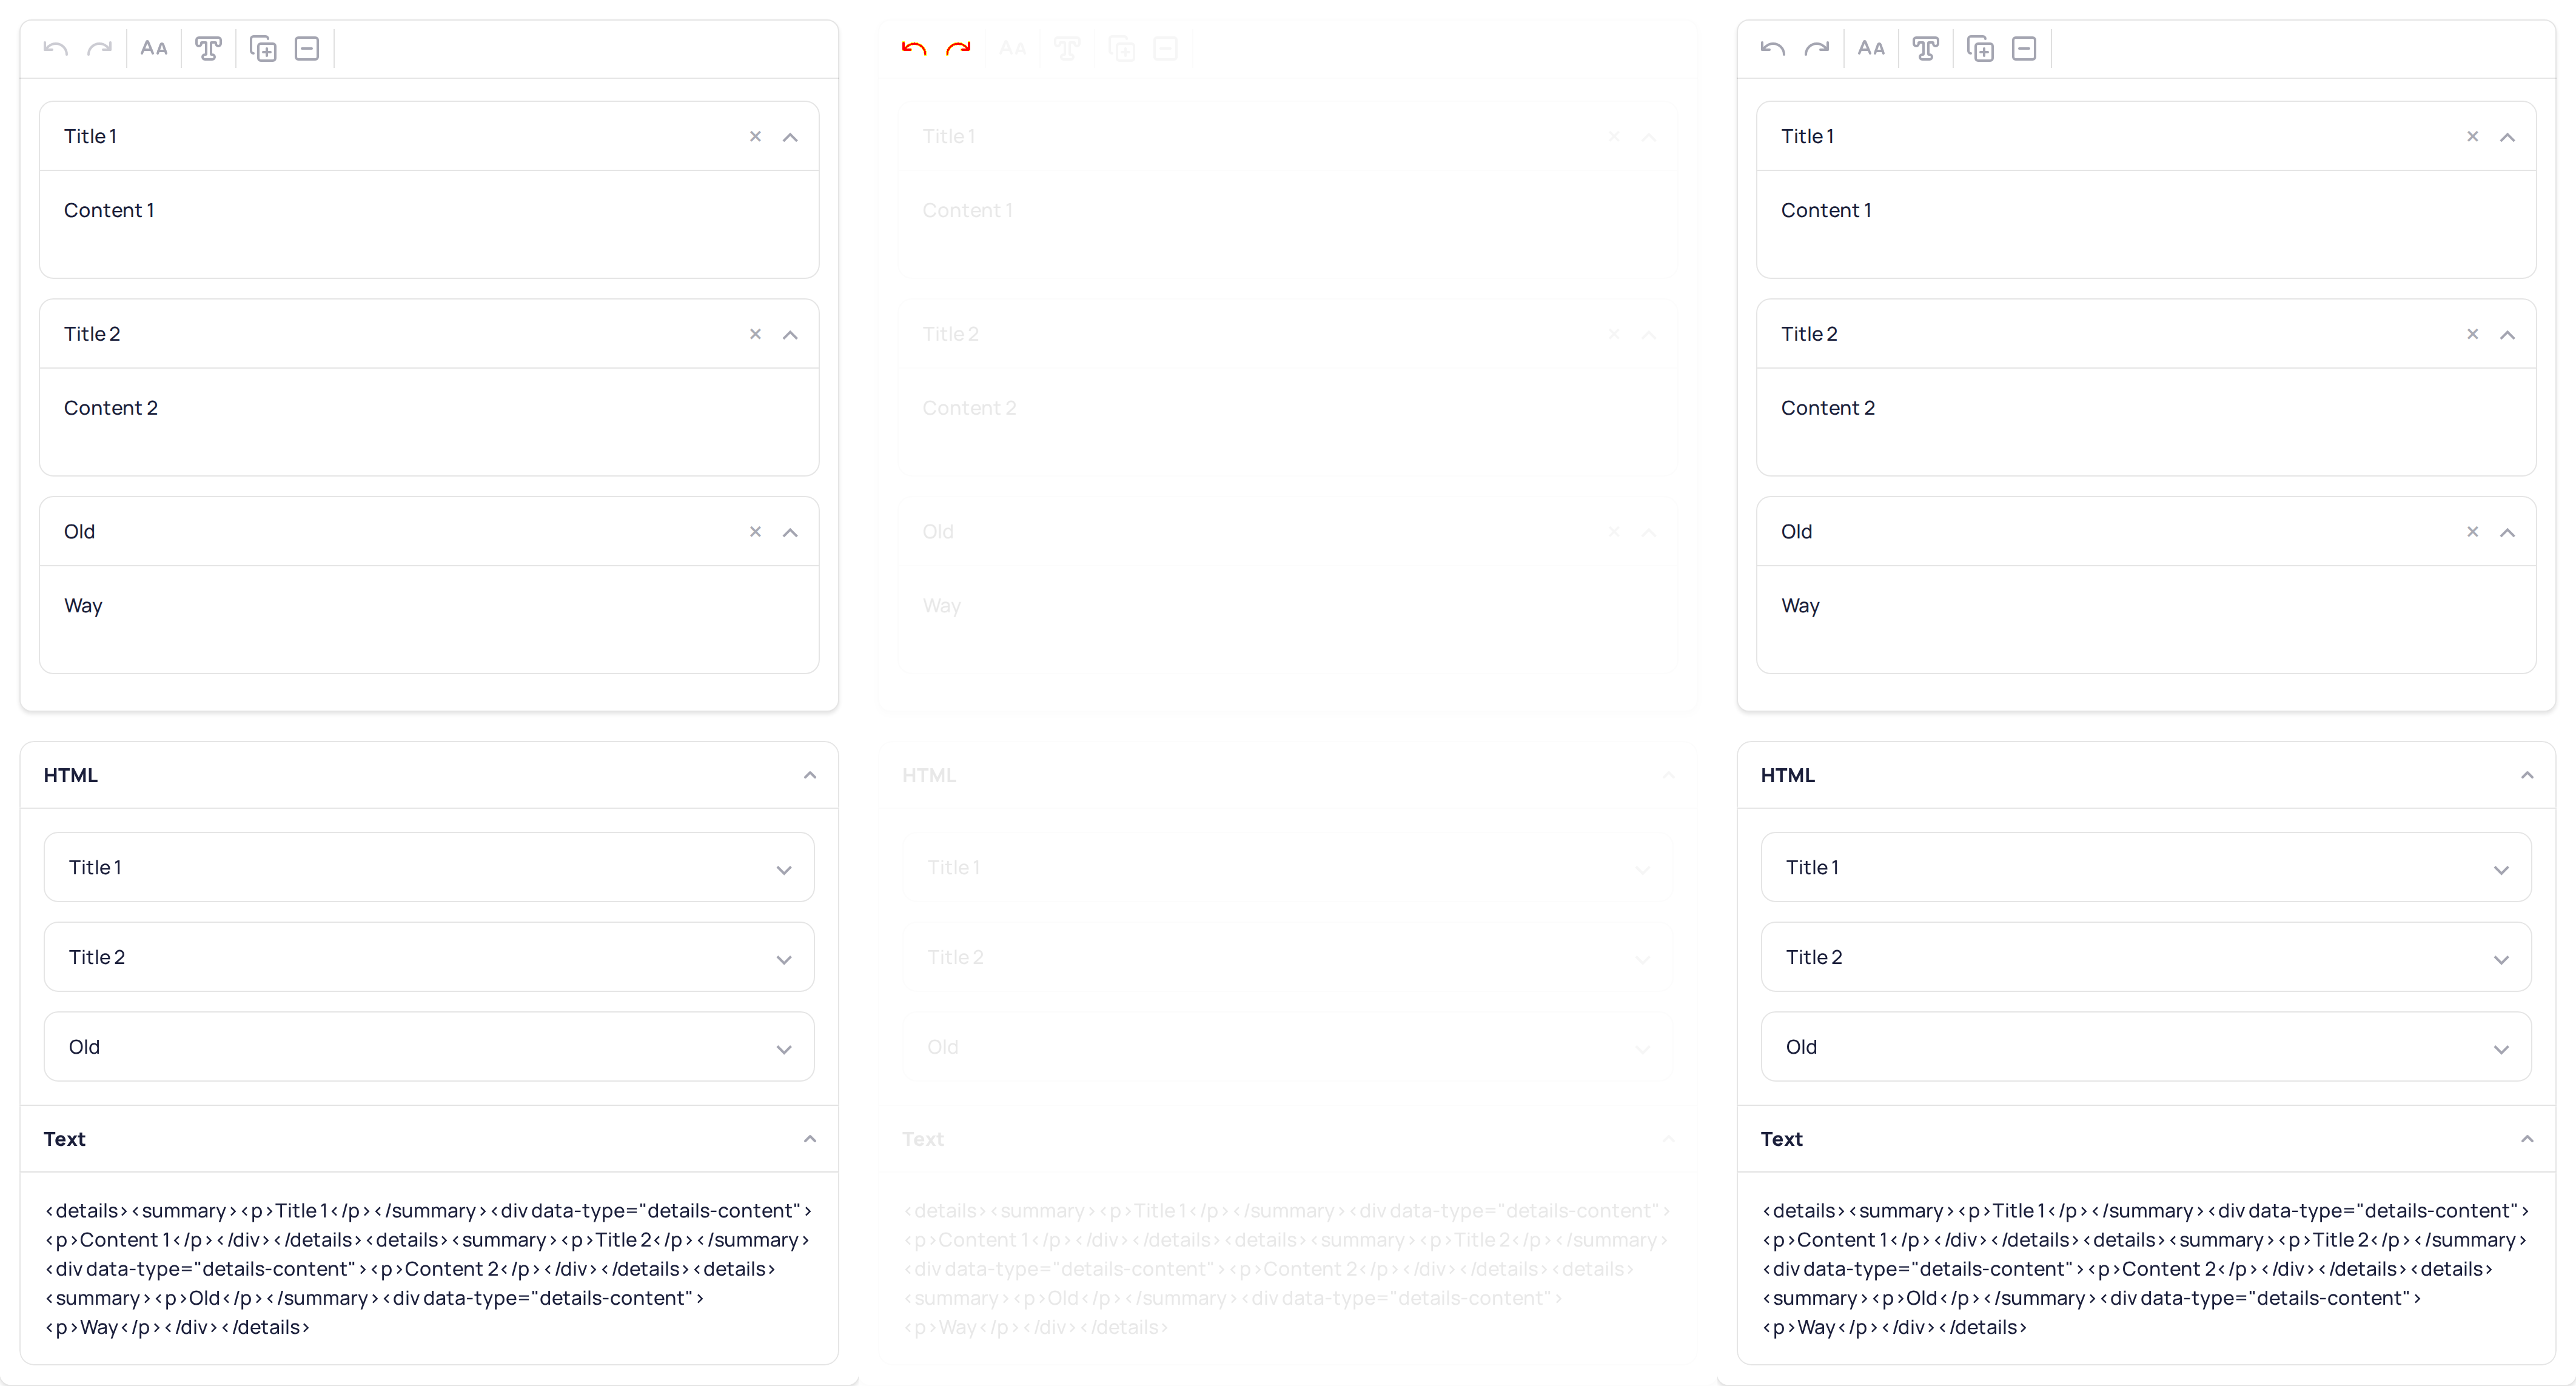 AA
Title 1
Content 1
Title 2
Content 2
Old
Way
HTML
Title 1
Title 2
Old
Text
<details><summary><p>Title 1</p></summary><div data-type="details-content">
<p>Content 1</p></div></details><details><summary><p>Title 2</p></summary>
<div data-type="details-content"><p>Content 2</p></div></details><details>
<summary><p>Old</p></summary><div data-type="details-content">
<p>Way</p></div></details>
AA
Title 1
Content 1
Title 2
Content 2
Old
Way
HTML
Title 1
Title 2
Old
Text
<details><summary><p>Title 1</p></summary><div data-type="details-content">
<p>Content 1</p></div></details><details><summary><p>Title 2</p></summary>
<div data-type="details-content"><p>Content 2</p></div></details><details>
<summary><p>Old</p></summary><div data-type="details-content">
<p>Way</p></div></details>
AA
Title 1
Content 1
Title 2
Content 2
Old
Way
HTML
Title 1
Title 2
Old
Text
<details><summary><p>Title 1</p></summary><div data-type="details-content">
<p>Content 1</p></div></details><details><summary><p>Title 2</p></summary>
<div data-type="details-content"><p>Content 2</p></div></details><details>
<summary><p>Old</p></summary><div data-type="details-content">
<p>Way</p></div></details>